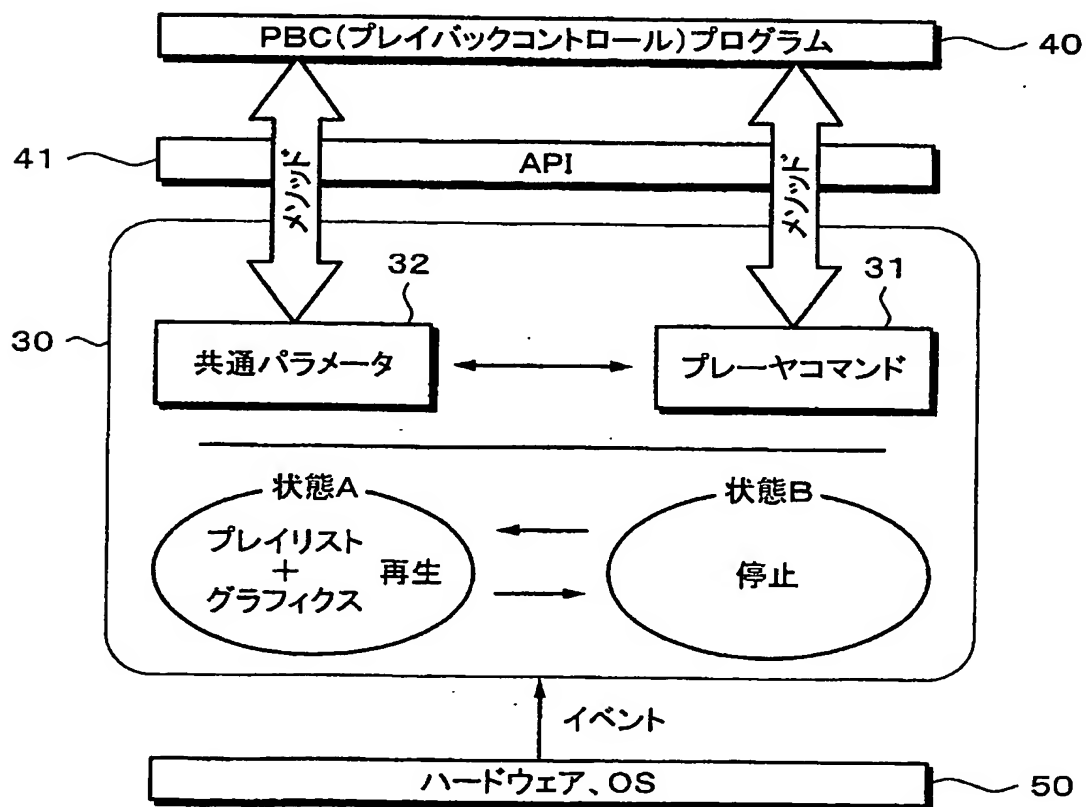 PBC(プレイバックコントロール)プログラム
40
41
API
メソッド
メソッド
32
31
30
共通パラメータ
プレーヤコマンド
状態A
状態B
プレイリスト
+
グラフィクス
再生
停止
イベント
ハードウェア、OS
50